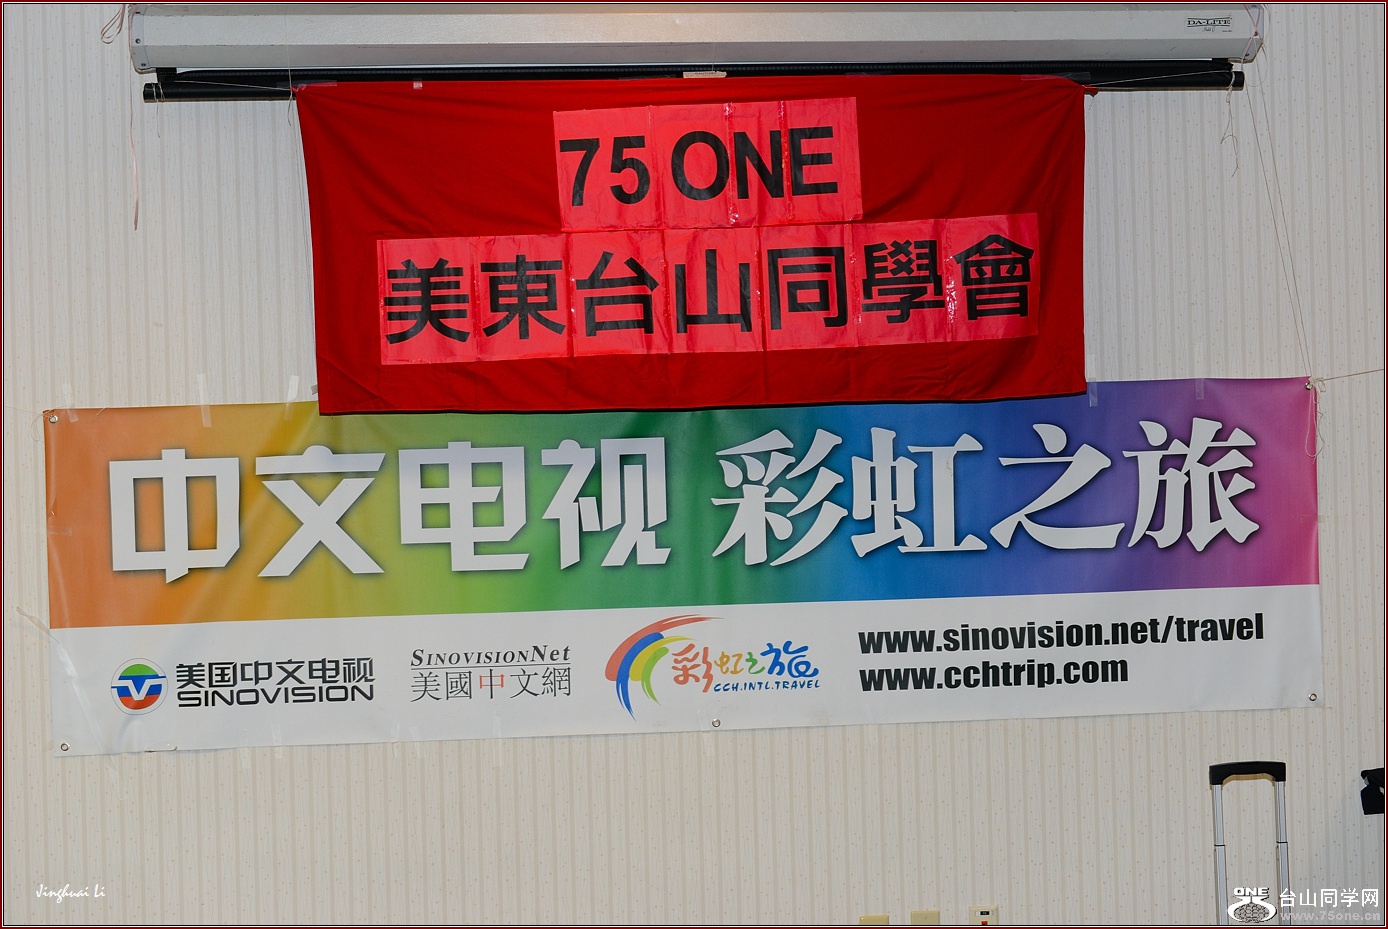 DA-LITE
75 ONE
美東台山同學會
中文电视 彩虹之旅
美国中文电视
SINOVISION
SINOVISIONNet
美國中文網
彩虹之旅
CCH.INTL.TRAVEL
www.sinovision.net/travel
www.cchtrip.com
Jinghuai Li
ONE
台山同学网
www.75one.cn